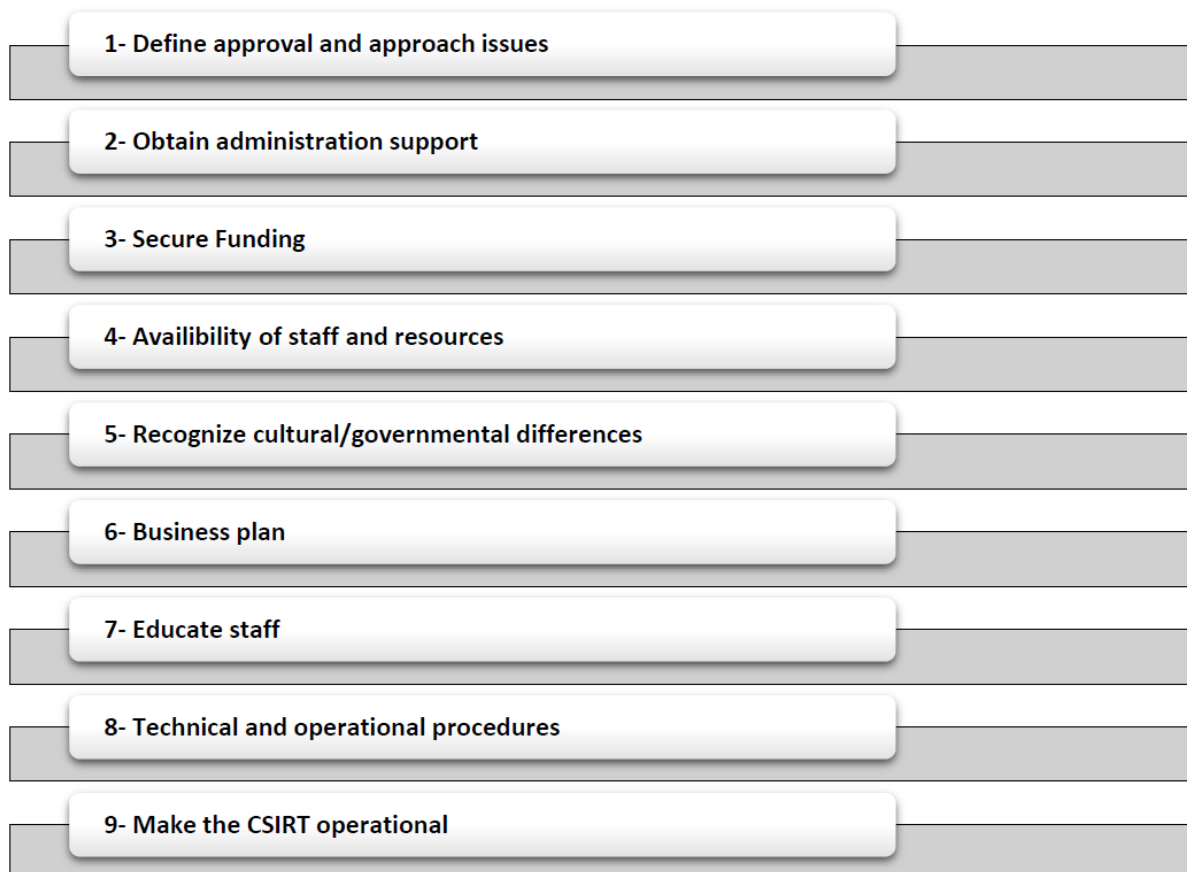 1- Define approval and approach issues
2- Obtain administration support
3- Secure Funding
4- Availibility of staff and resources
5- Recognize cultural/governmental differences
6- Business plan
7- Educate staff
8- Technical and operational procedures
9- Make the CSIRT operational